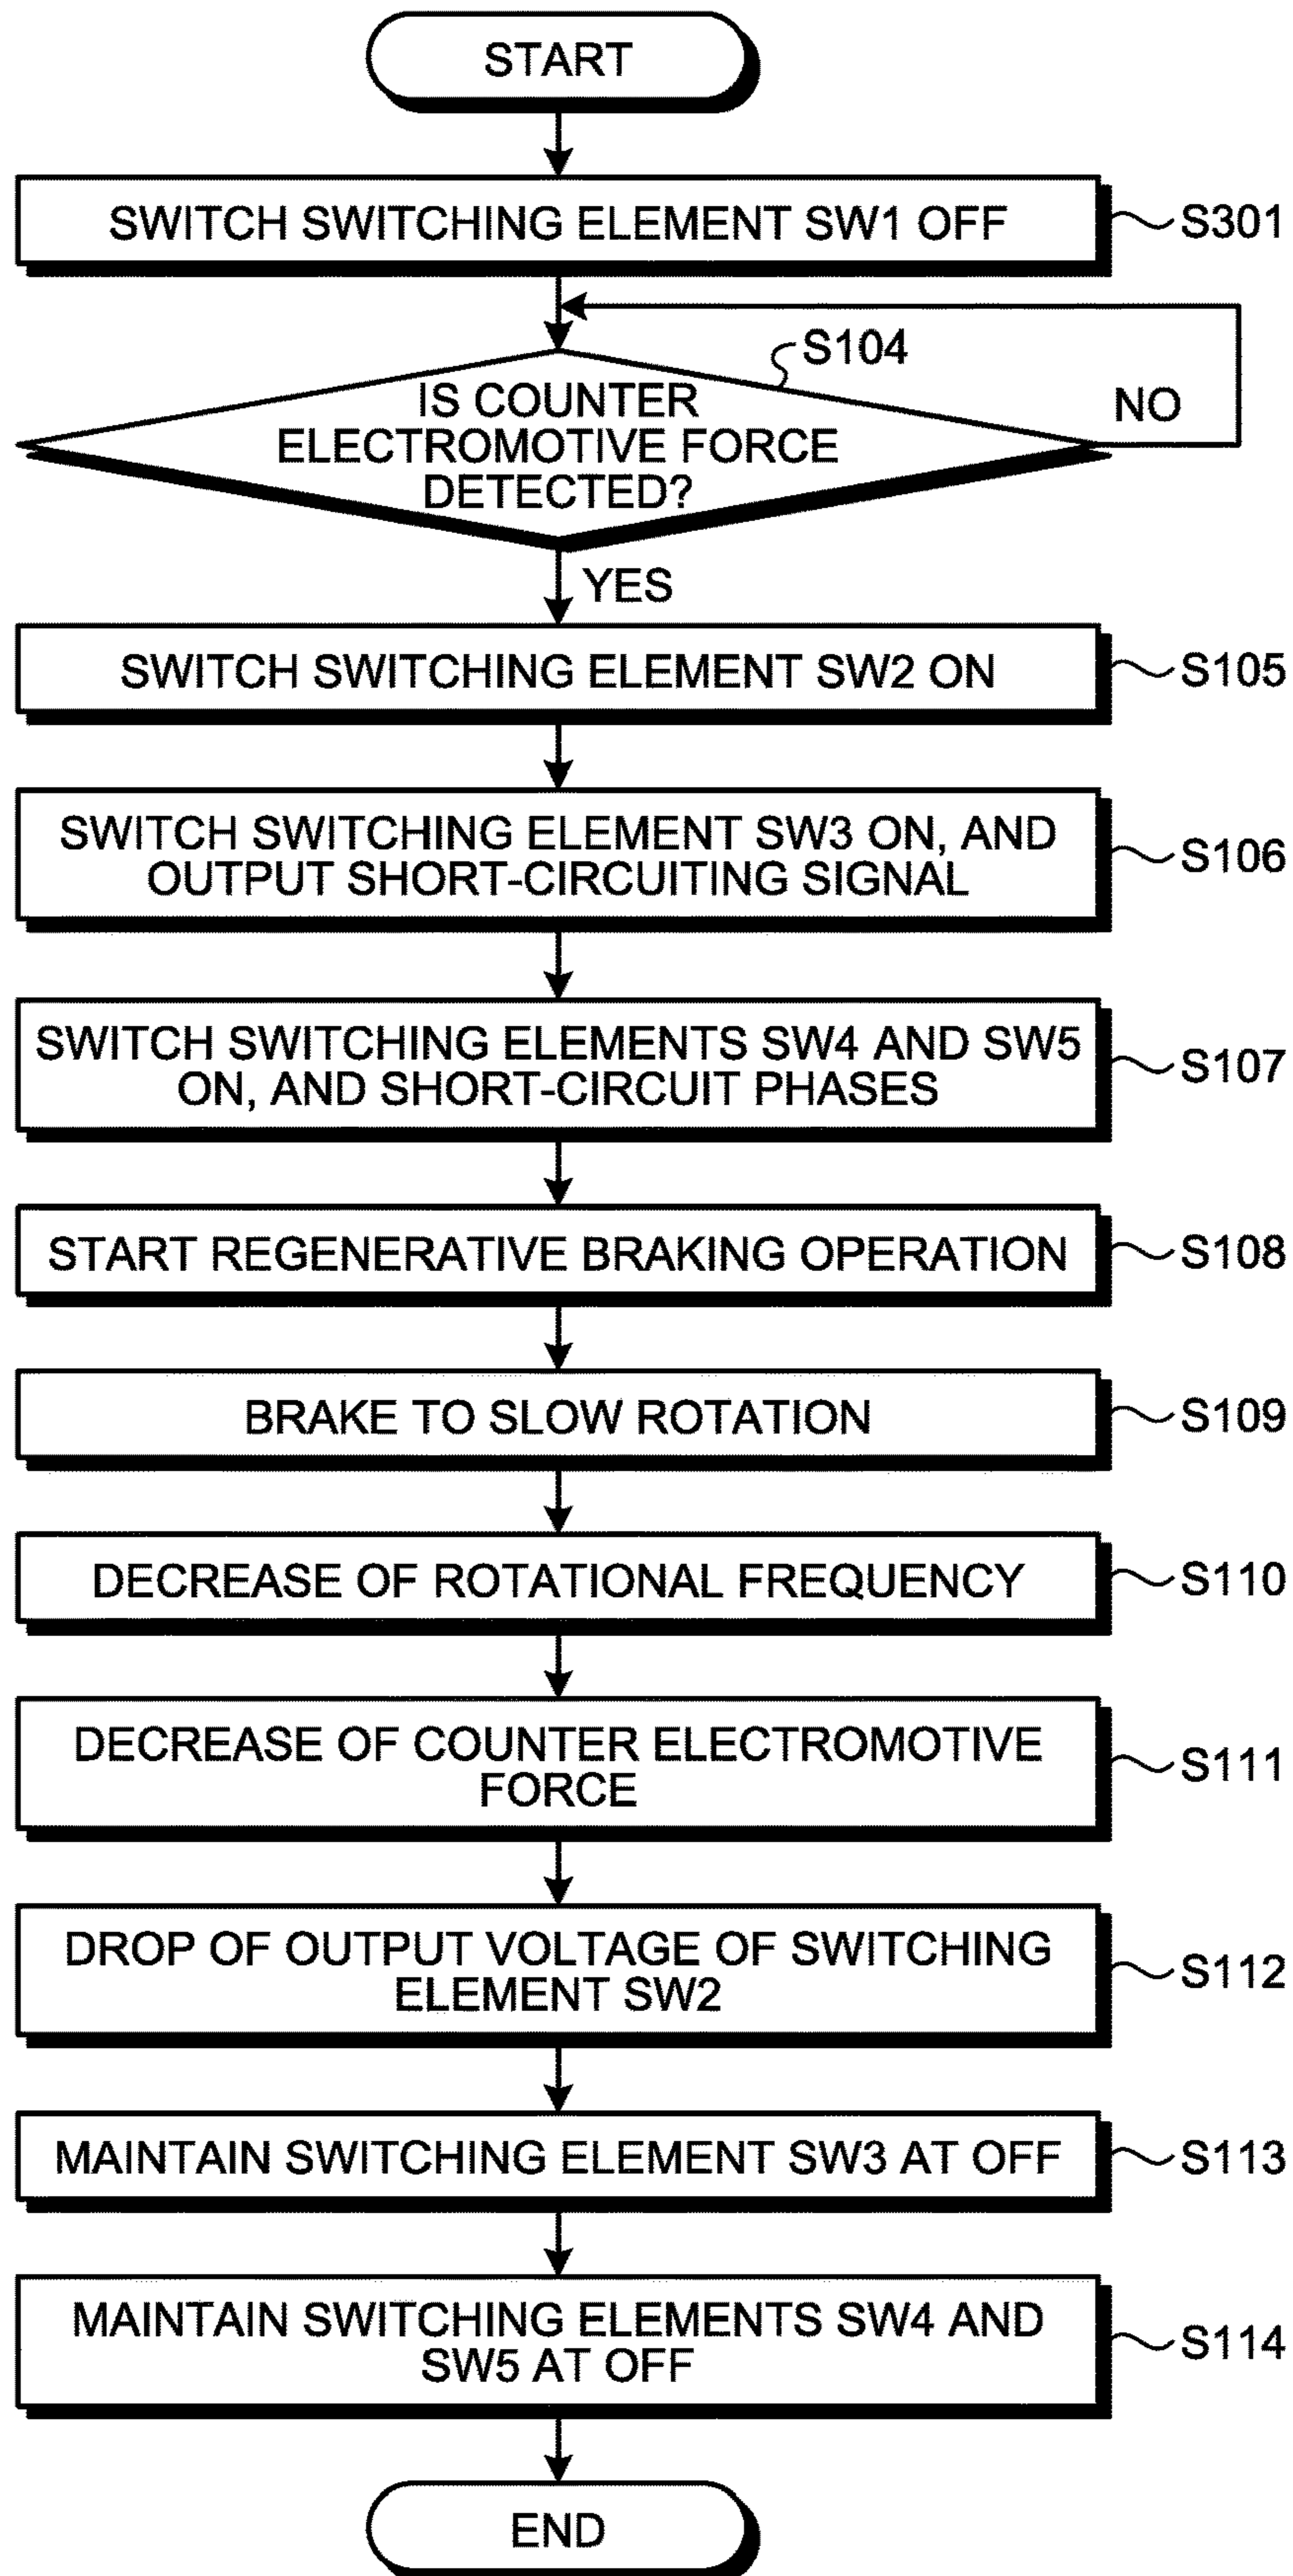 START
SWITCH SWITCHING ELEMENT SW1 OFF
S301
S104
IS COUNTER
ELECTROMOTIVE FORCE
DETECTED?
NO
YES
SWITCH SWITCHING ELEMENT SW2 ON
S105
SWITCH SWITCHING ELEMENT SW3 ON, AND
OUTPUT SHORT-CIRCUITING SIGNAL
S106
SWITCH SWITCHING ELEMENTS SW4 AND SW5
ON, AND SHORT-CIRCUIT PHASES
S107
START REGENERATIVE BRAKING OPERATION
S108
BRAKE TO SLOW ROTATION
S109
DECREASE OF ROTATIONAL FREQUENCY
S110
DECREASE OF COUNTER ELECTROMOTIVE
FORCE
S111
DROP OF OUTPUT VOLTAGE OF SWITCHING
ELEMENT SW2
S112
MAINTAIN SWITCHING ELEMENT SW3 AT OFF
S113
MAINTAIN SWITCHING ELEMENTS SW4 AND
SW5 AT OFF
S114
END